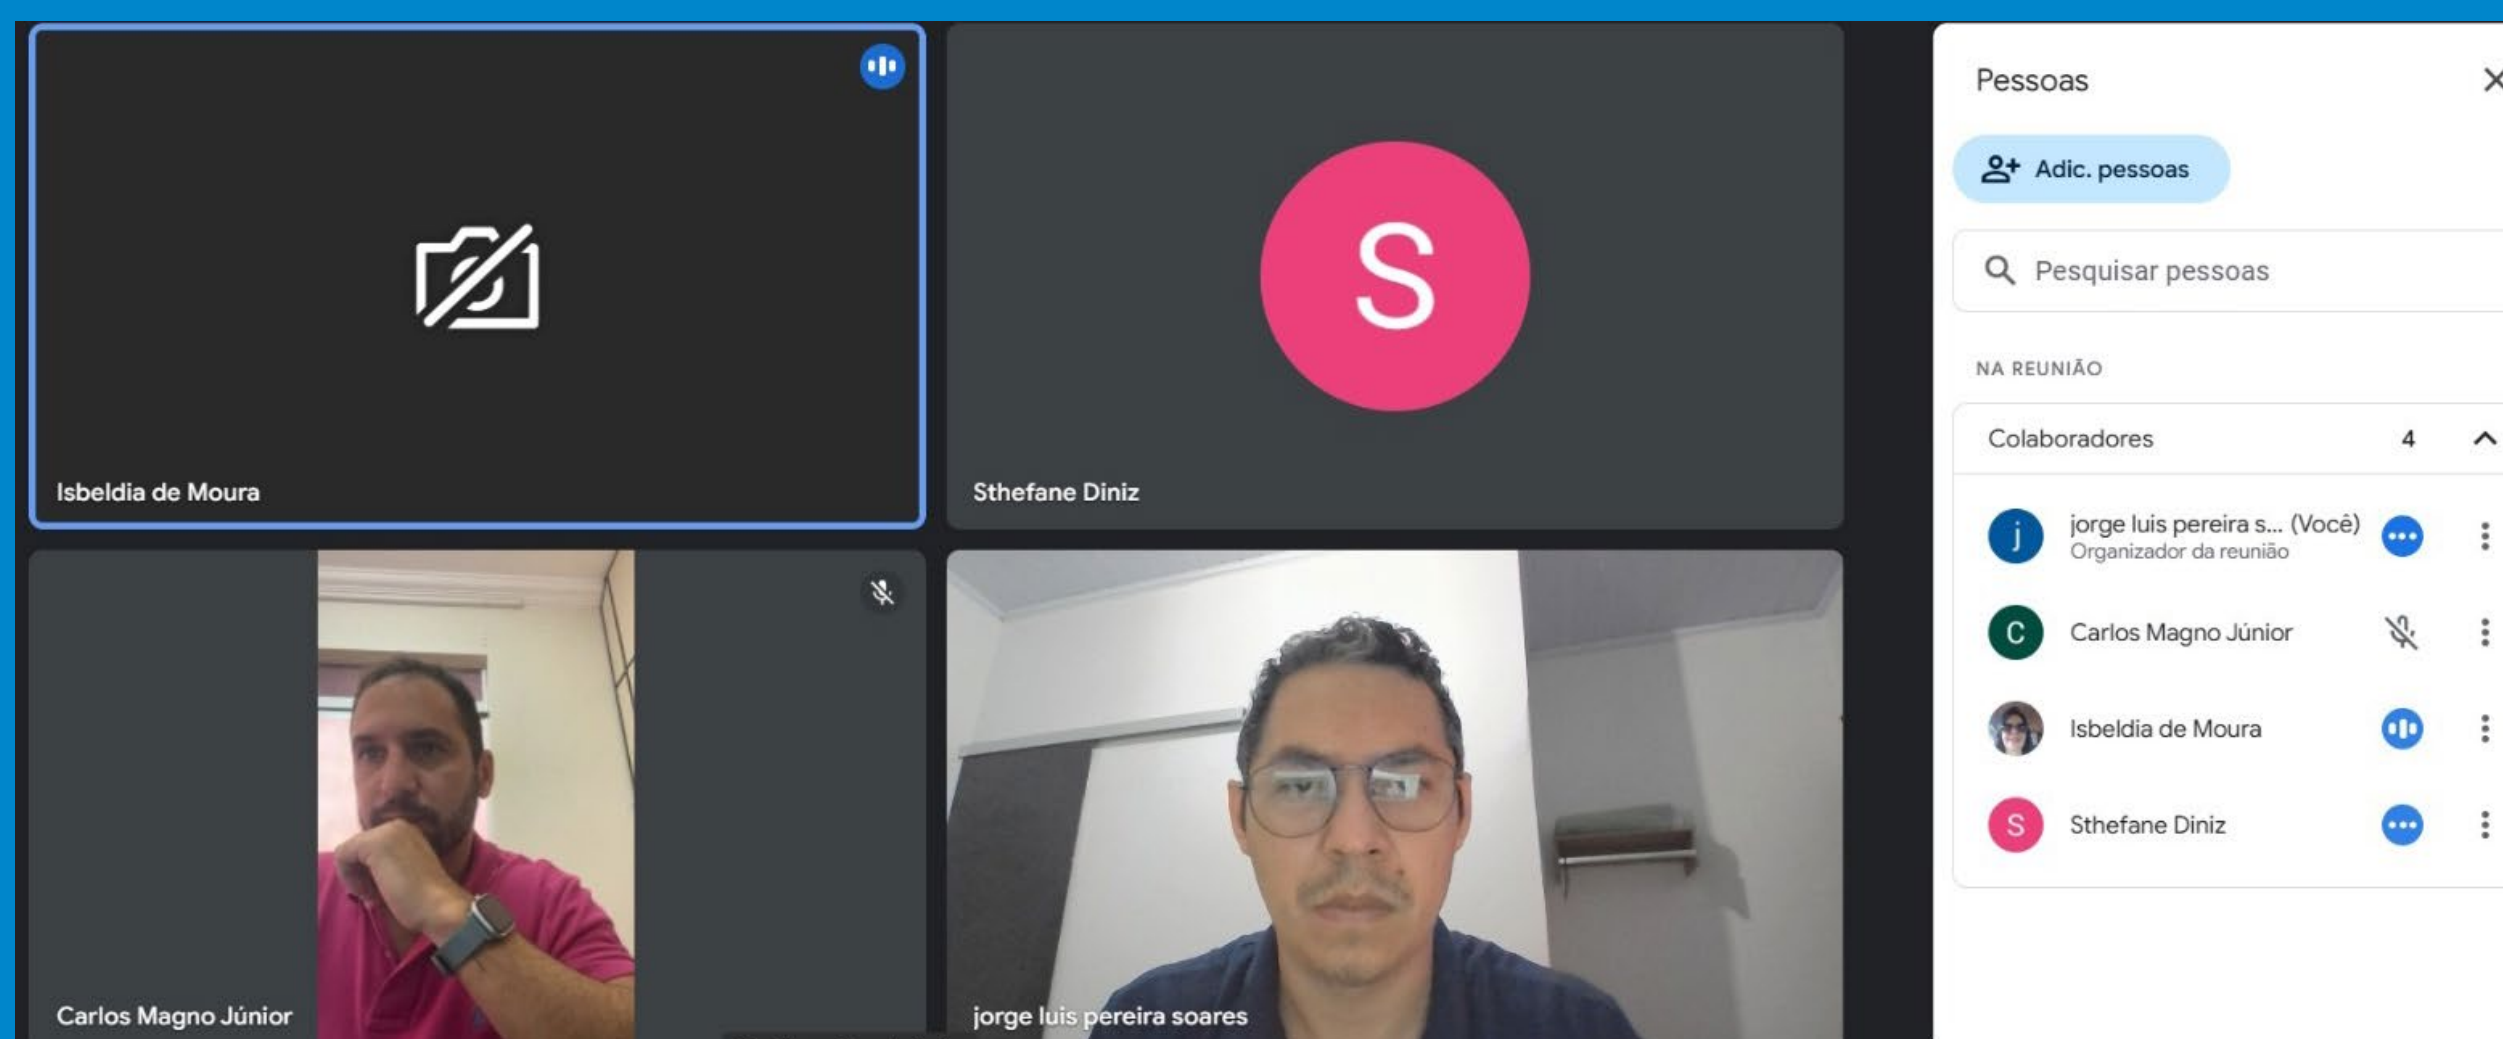 Isbeldia de Moura
S
Sthefane Diniz
Carlos Magno Júnior
jorge luis pereira soares
Pessoas
Adic. pessoas
Pesquisar pessoas
NA REUNIÃO
Colaboradores 4
j
jorge luis pereira s... (Você)
Organizador da reunião
C
Carlos Magno Júnior
Isbeldia de Moura
S
Sthefane Diniz